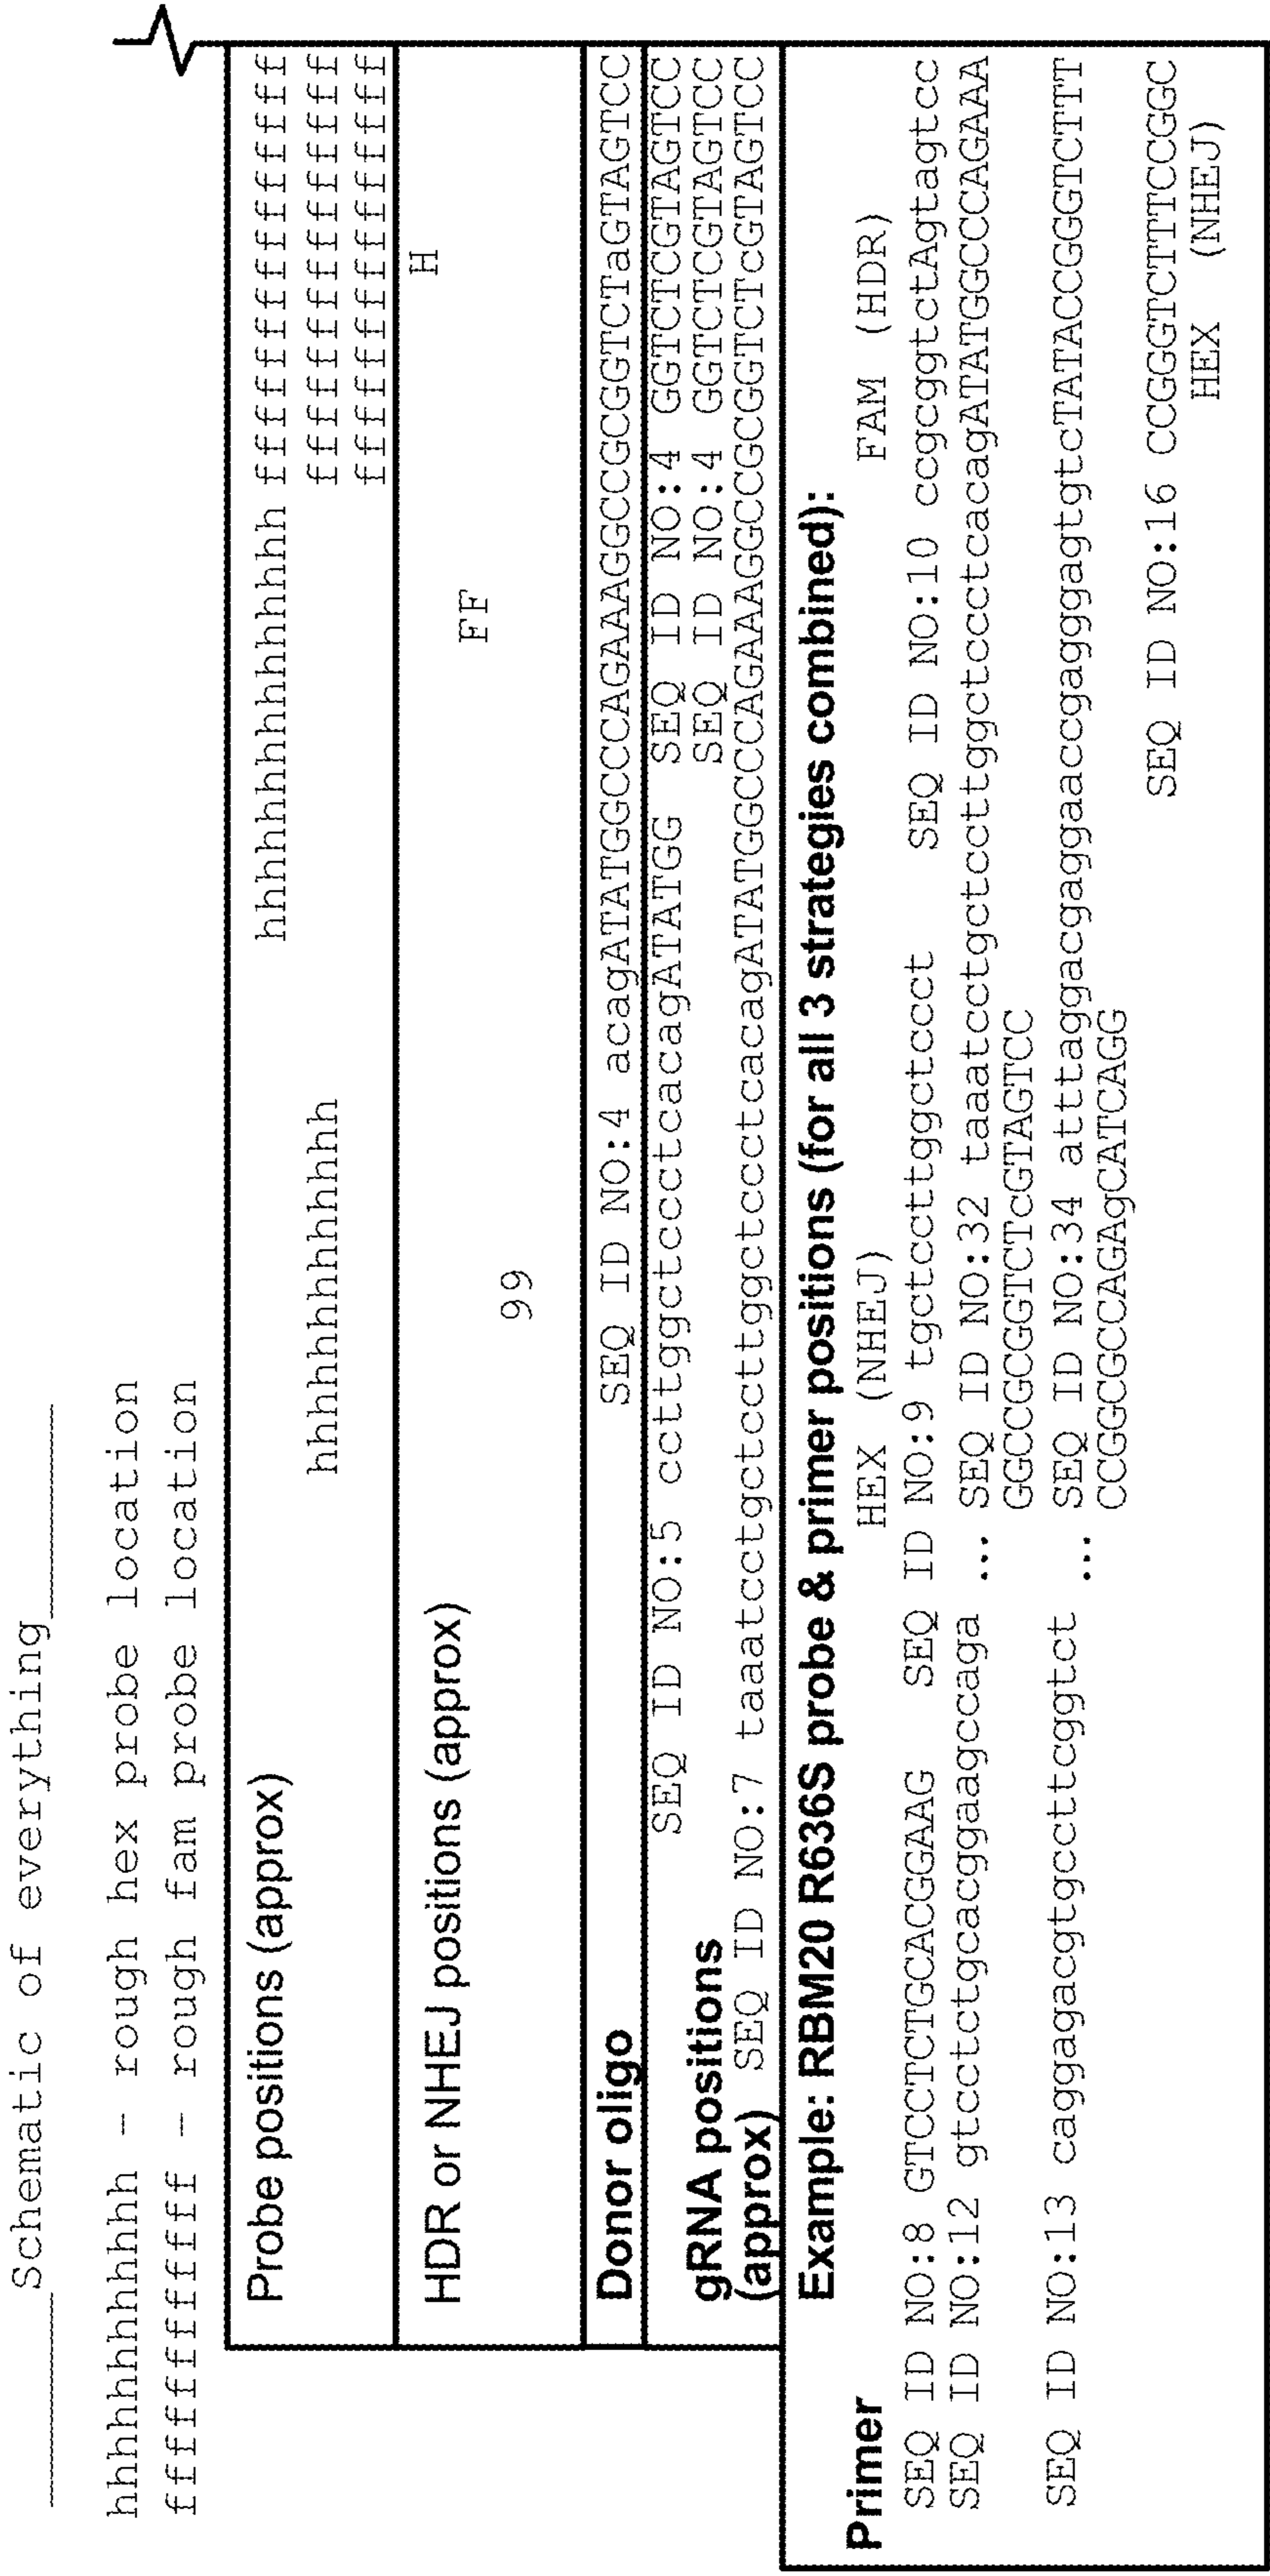 Schematic of everything
hhhhhhhhhhh - rough hex probe location
fffffffffff - rough fam probe location
Probe positions (approx)
hhhhhhhhhhhhhhhhhh fffffffffffffffff
hhhhhhhhhhhhhhh fffffffffffffffff
fffffffffffffffff
HDR or NHEJ positions (approx)
H
FF
99
Donor oligo SEQ ID NO:4 acagATATGGCCCAGAAAGGCCGCGGTCTaGTAGTCC
SEQ ID NO:5 ccttggctccctcacagATATGG SEQ ID NO:4 GGTCTCGTAGTCC
gRNA positions SEQ ID NO:4 GGTCTCGTAGTCC
(approx) SEQ ID NO:7 taaatcctgctccttggctccctcacagATATGGCCCAGAAAGGCCGCGGTCTcGTAGTCC
Example: RBM20 R636S probe & primer positions (for all 3 strategies combined):
Primer HEX (NHEJ) FAM (HDR)
SEQ ID NO:8 GTCCTCTGCACGGAAG SEQ ID NO:9 tgctccttggctccct SEQ ID NO:10 ccgcggtctAgtagtcc
SEQ ID NO:12 gtcctctgcacggaagccaga ... SEQ ID NO:32 taaatcctgctccttggctccctcacagATATGGCCCAGAAA
GGCCGCGGTCTcGTAGTCC
SEQ ID NO:13 caggagacgtgccttcggtct ... SEQ ID NO:34 atttaggacgaggaaccgagggagtgtcTATACCGGGTCTTT
CCGGCGCCAGAgCATCAGG
SEQ ID NO:16 CCGGGTCTTTCCGGC
HEX (NHEJ)